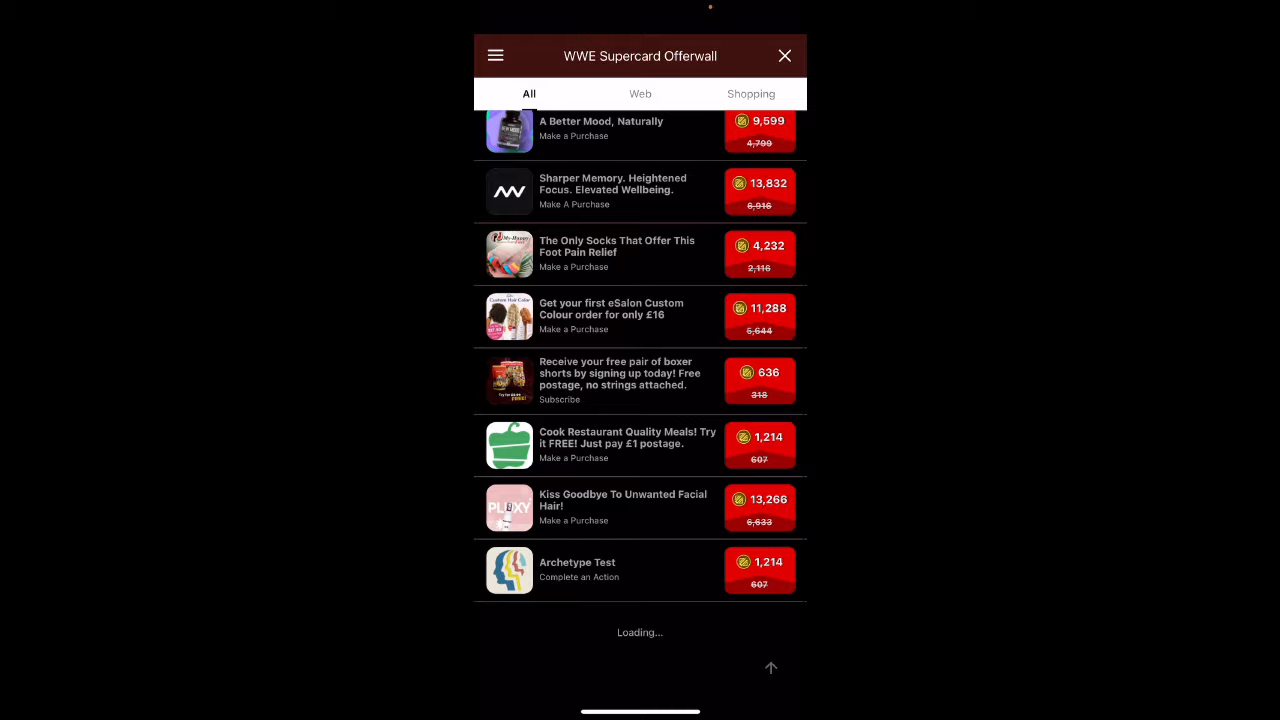 WWE Supercard Offerwall
All
Web
Shopping
A Better Mood, Naturally
Make a Purchase
9,599
4,799
Sharper Memory. Heightened
Focus. Elevated Wellbeing.
Make A Purchase
13,832
6,916
The Only Socks That Offer This
Foot Pain Relief
Make a Purchase
4,232
2,116
Get your first eSalon Custom
Colour order for only £16
Make a Purchase
11,288
5,644
Receive your free pair of boxer
shorts by signing up today! Free
postage, no strings attached.
Subscribe
636
318
Cook Restaurant Quality Meals! Try
it FREE! Just pay £1 postage.
Make a Purchase
1,214
607
Kiss Goodbye To Unwanted Facial
Hair!
Make a Purchase
13,266
6,633
Archetype Test
Complete an Action
1,214
607
Loading...